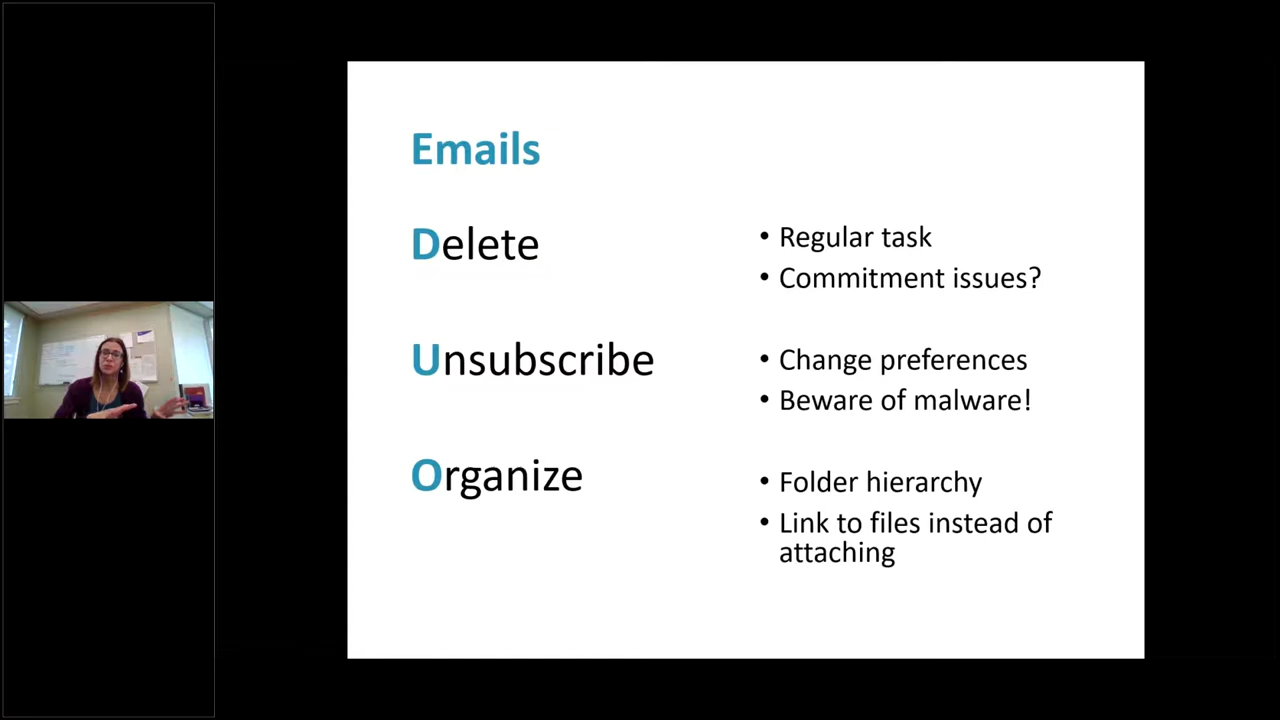 Emails
Delete
• Regular task
• Commitment issues?
Unsubscribe
• Change preferences
• Beware of malware!
Organize
• Folder hierarchy
• Link to files instead of
attaching